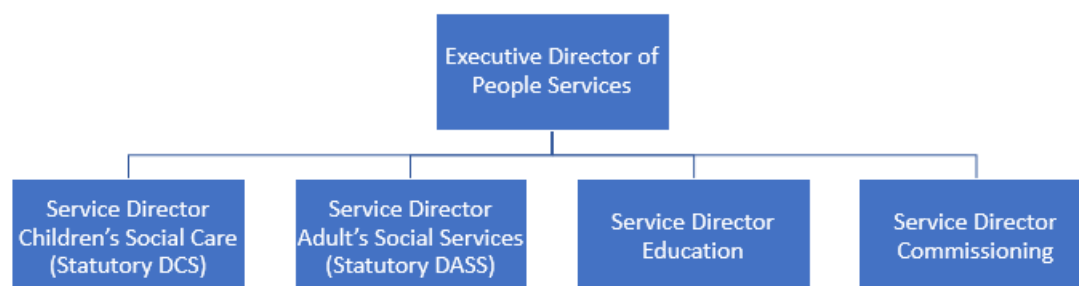 Executive Director of
People Services
Service Director
Children's Social Care
(Statutory DCS)
Service Director
Adult's Social Services
(Statutory DASS)
Service Director
Education
Service Director
Commissioning